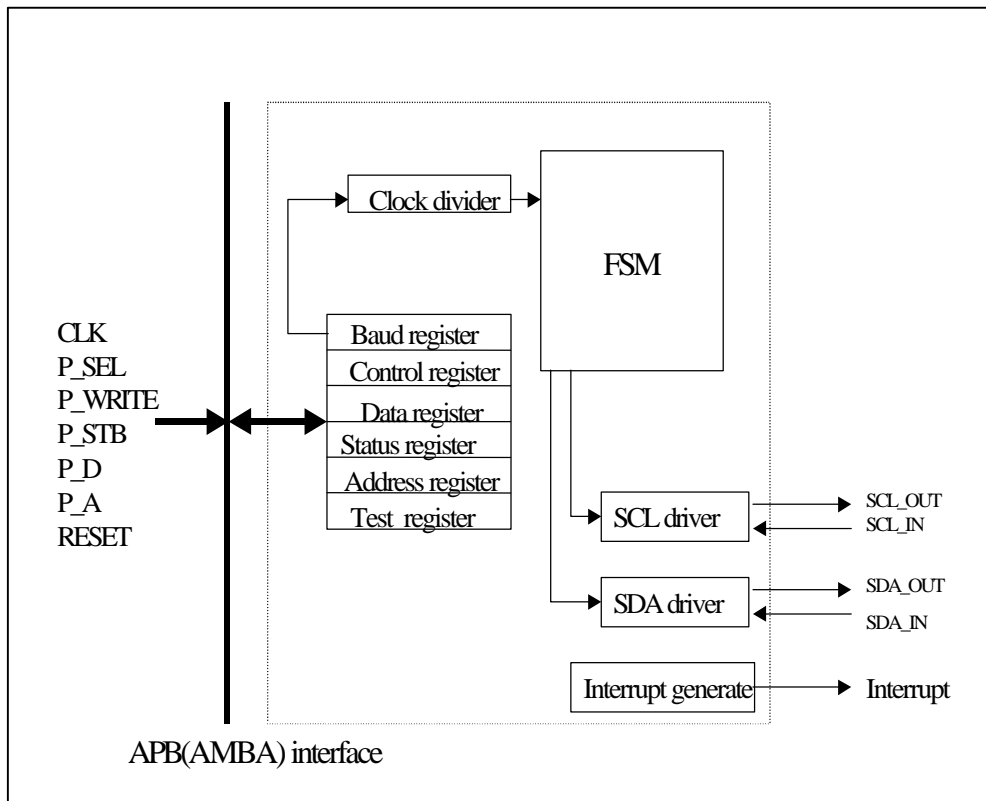 Clock divider
FSM
CLK
P_SEL
P_WRITE
P_STB
P_D
P_A
RESET
Baud register
Control register
Data register
Status register
Address register
Test register
SCL driver
SCL_OUT
SCL_IN
SDA driver
SDA_OUT
SDA_IN
Interrupt generate
Interrupt
APB(AMBA) interface